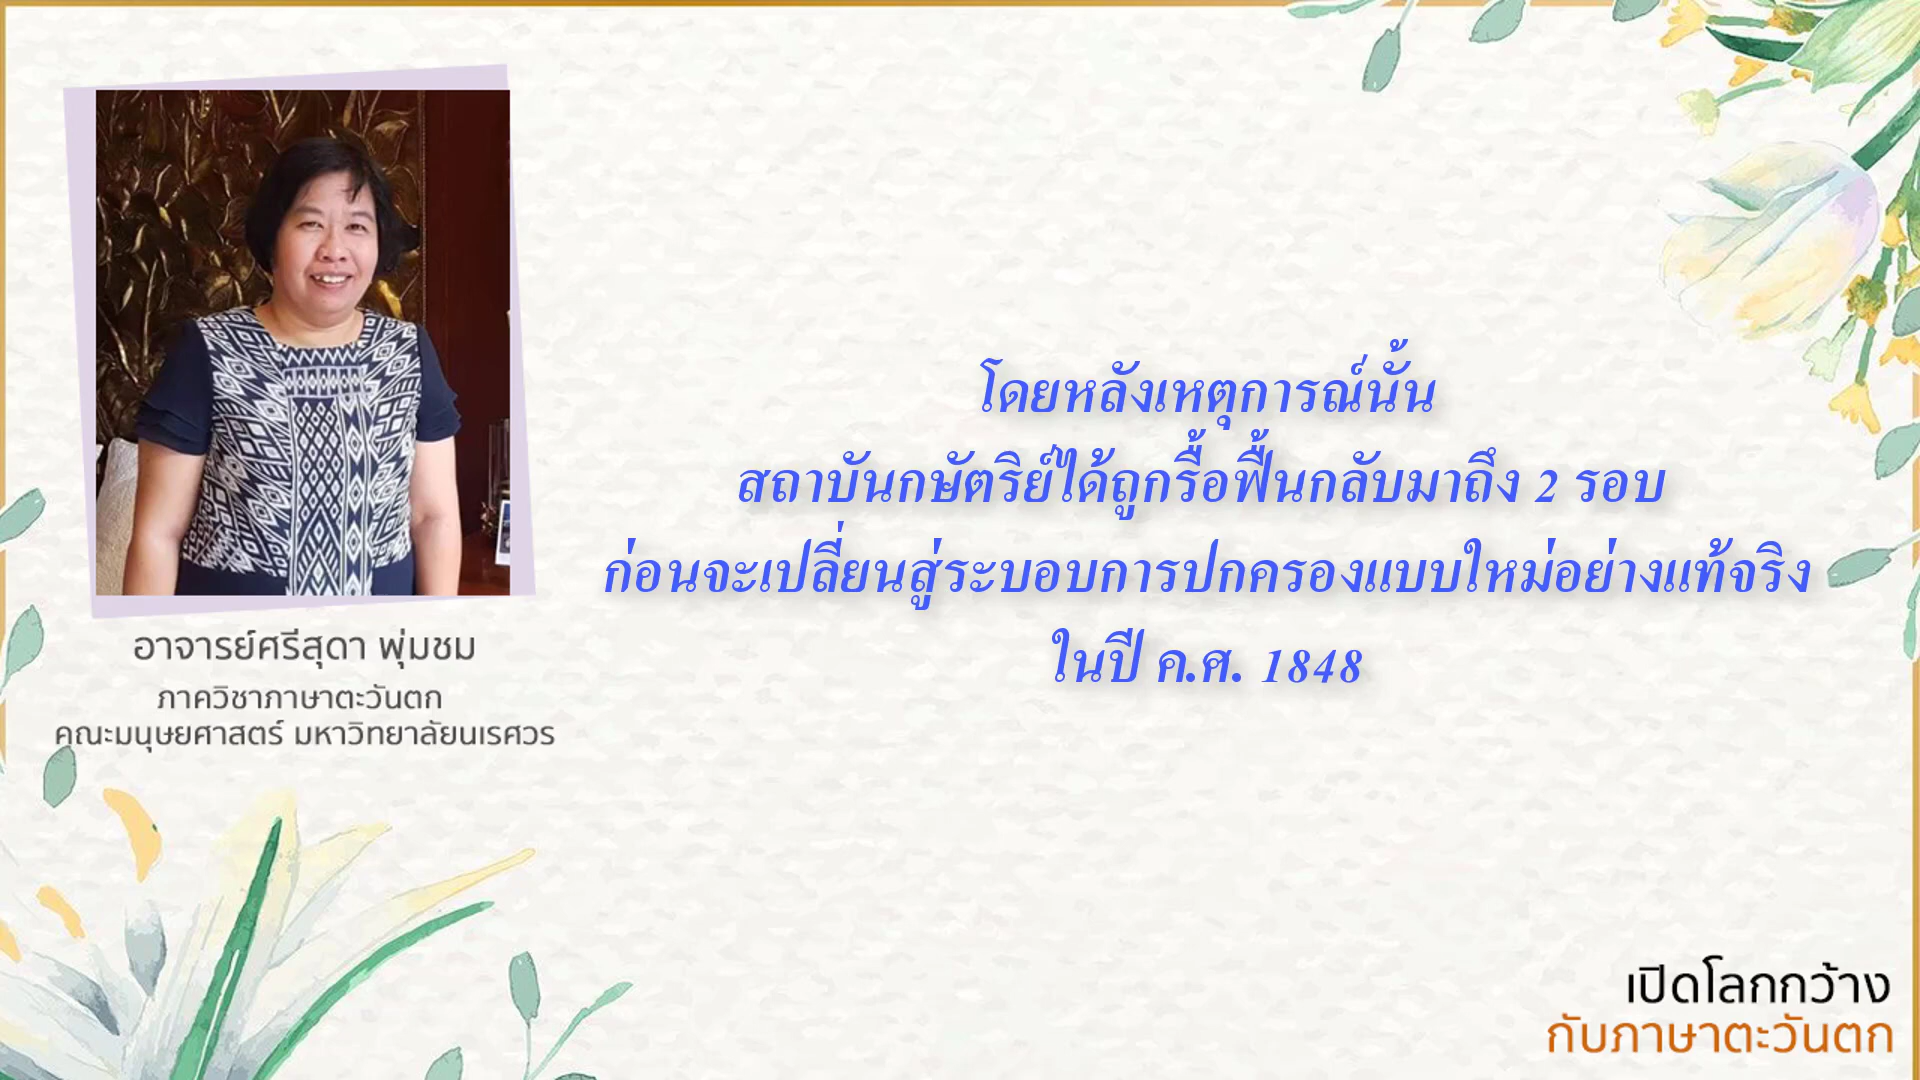 โดยหลังเหตุการณ์นั้น
สถาบันกษัตริย์ได้ถูกรื้อฟื้นกลับมาถึง 2 รอบ
ก่อนจะเปลี่ยนสู่ระบอบการปกครองแบบใหม่อย่างแท้จริง
ในปี ค.ศ. 1848
อาจารย์ศรีสุดา พุ่มชม
ภาควิชาภาษาตะวันตก
คณะมนุษยศาสตร์ มหาวิทยาลัยนเรศวร
เปิดโลกกว้าง
กับภาษาตะวันตก